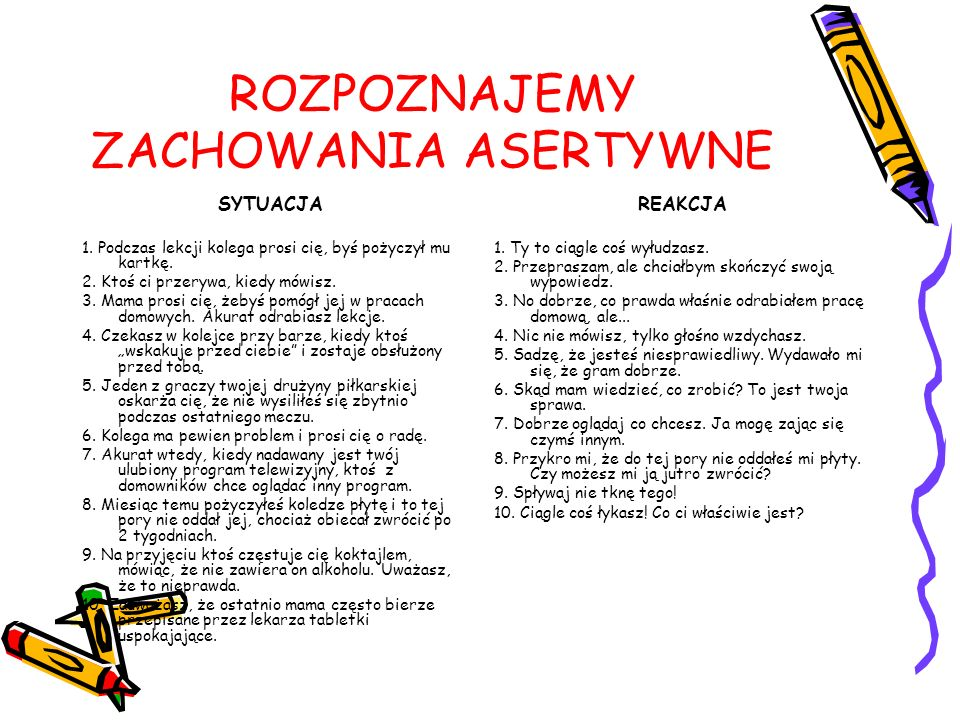 ROZPOZNAJEMY
ZACHOWANIA ASERTYWNE
SYTUACJA
1. Podczas lekcji kolega prosi cię, byś pożyczył mu
kartkę.
2. Ktoś ci przerywa, kiedy mówisz.
3. Mama prosi cię, żebyś pomógł jej w pracach
domowych. Akurat odrabiasz lekcje.
4. Czekasz w kolejce przy barze, kiedy ktoś
„wskakuje przed ciebie” i zostaje obsłużony
przed tobą.
5. Jeden z graczy twojej drużyny piłkarskiej
oskarża cię, że nie wysiliłeś się zbytnio
podczas ostatniego meczu.
6. Kolega ma pewien problem i prosi cię o radę.
7. Akurat wtedy, kiedy nadawany jest twój
ulubiony program telewizyjny, ktoś z
domowników chce oglądać inny program.
8. Miesiąc temu pożyczyłeś koledze płytę i to tej
pory nie oddał jej, chociaż obiecał zwrócić po
2 tygodniach.
9. Na przyjęciu ktoś częstuje cię koktajlem,
mówiąc, że nie zawiera on alkoholu. Uważasz,
że to nieprawda.
10. Zauważasz, że ostatnio mama często bierze
przepisane przez lekarza tabletki
uspokajające.
REAKCJA
1. Ty to ciągle coś wyłudzasz.
2. Przepraszam, ale chciałbym skończyć swoją
wypowiedz.
3. No dobrze, co prawda właśnie odrabiałem pracę
domową, ale...
4. Nic nie mówisz, tylko głośno wzdychasz.
5. Sadzę, że jesteś niesprawiedliwy. Wydawało mi
się, że gram dobrze.
6. Skąd mam wiedzieć, co zrobić? To jest twoja
sprawa.
7. Dobrze oglądaj co chcesz. Ja mogę zając się
czymś innym.
8. Przykro mi, że do tej pory nie oddałeś mi płyty.
Czy możesz mi ją jutro zwrócić?
9. Spływaj nie tknę tego!
10. Ciągle coś łykasz! Co ci właściwie jest?